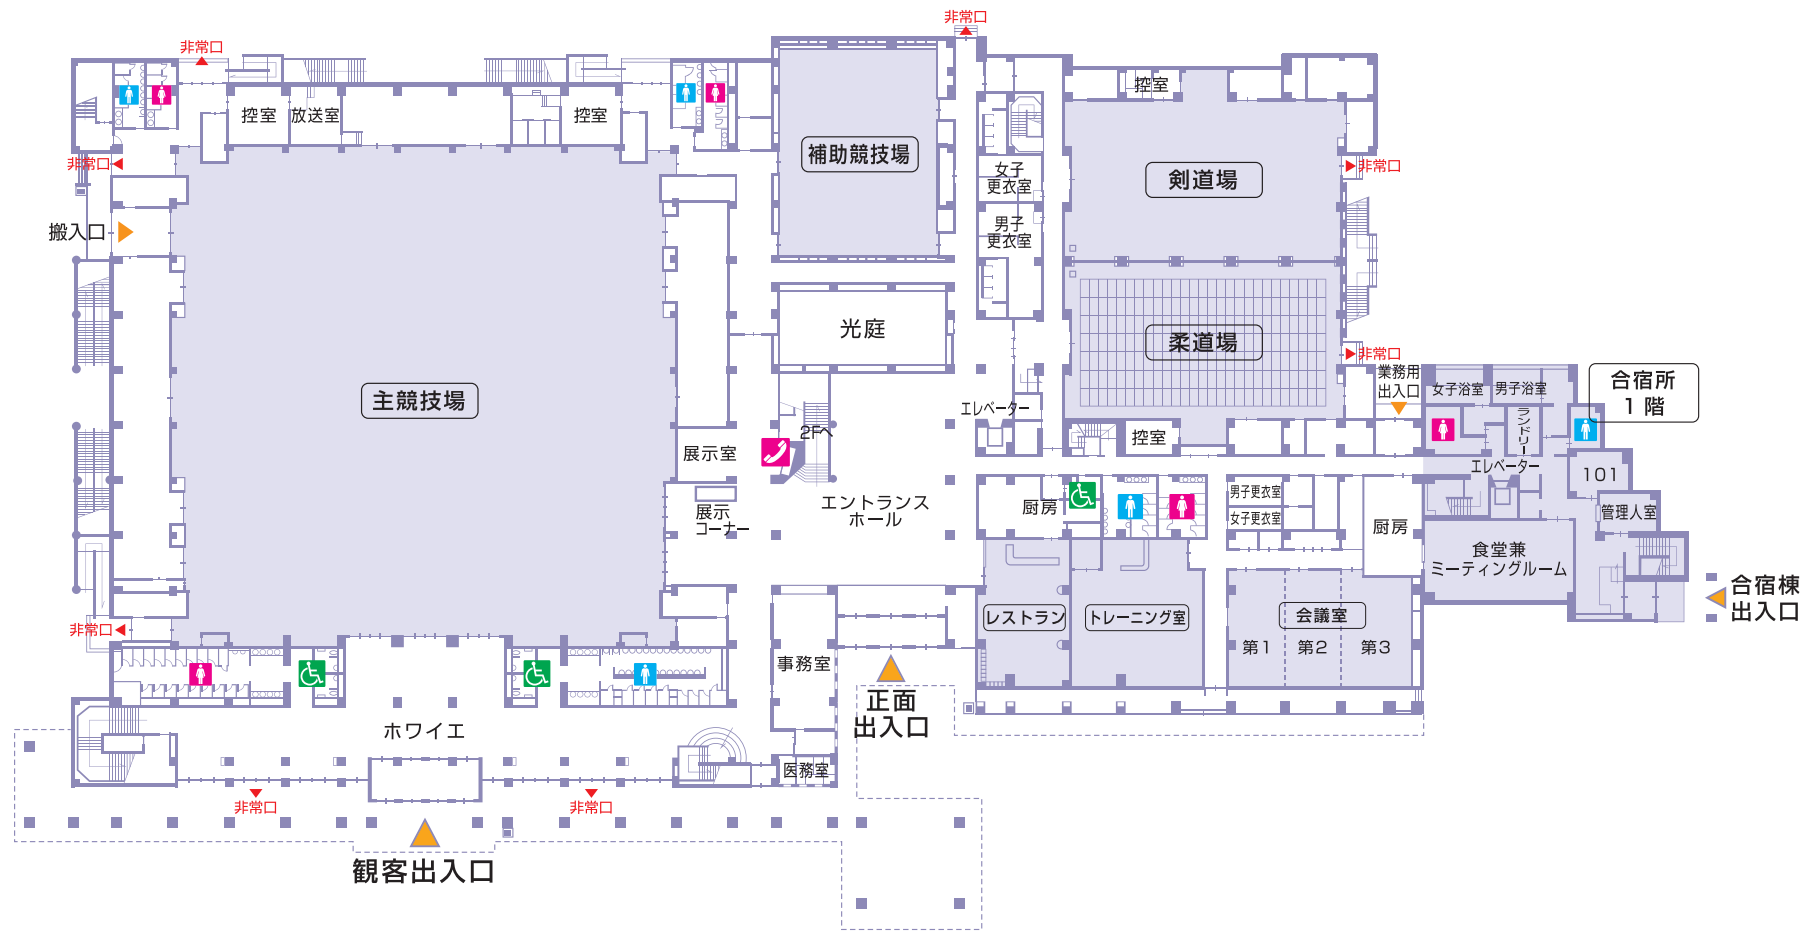 非常口
非常口
控室
放送室
控室
控室
補助競技場
剣道場
非常口
非常口
女子
更衣室
男子
更衣室
搬入口
光庭
柔道場
非常口
業務用
出入口
女子浴室
男子浴室
合宿所
1 階
主競技場
エレベーター
ランドリー
2Fへ
控室
展示室
エレベーター
101
展示
コーナー
エントランス
ホール
厨房
男子更衣室
女子更衣室
厨房
管理人室
食堂兼
ミーティングルーム
合宿棟
出入口
レストラン
トレーニング室
会議室
第1
第2
第3
非常口
事務室
正面
出入口
ホワイエ
医務室
非常口
非常口
観客出入口